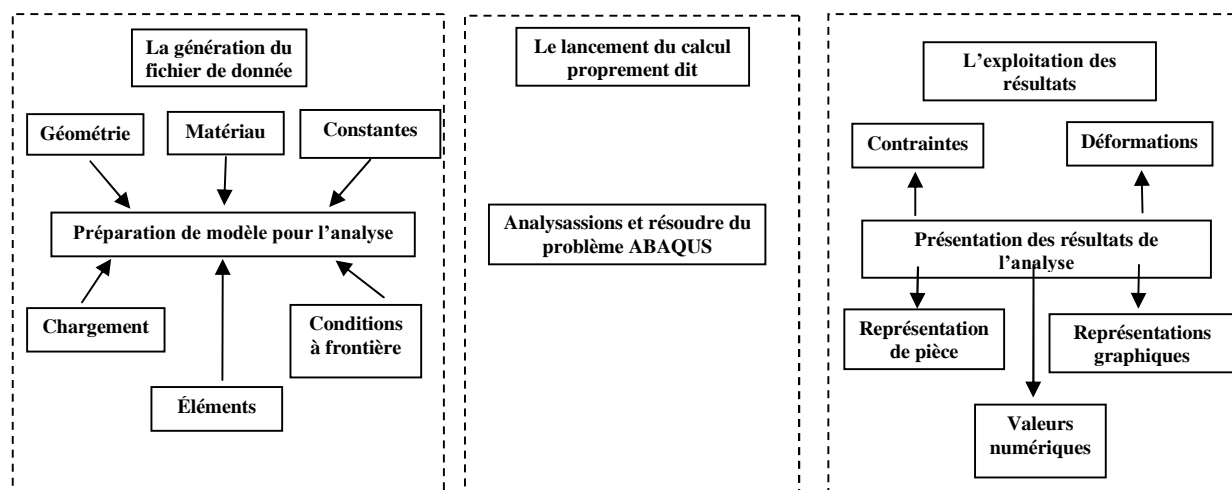 La génération du
fichier de donnée
Géométrie
Matériau
Constantes
Préparation de modèle pour l'analyse
Chargement
Éléments
Conditions
à frontière
Le lancement du calcul
proprement dit
Analysassions et résoudre du
problème ABAQUS
L'exploitation des
résultats
Contraintes
Déformations
Présentation des résultats de
l'analyse
Représentation
de pièce
Représentations
graphiques
Valeurs
numériques